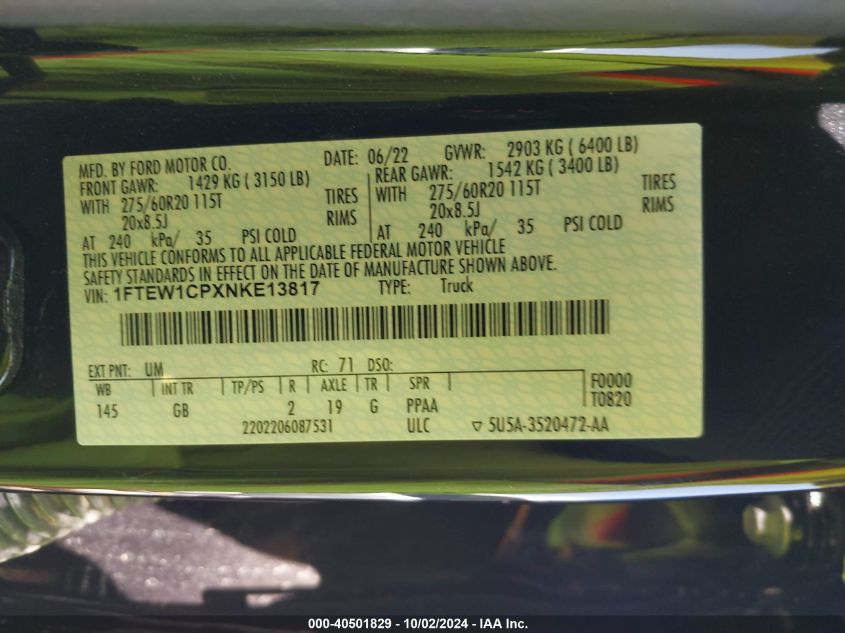 MFD. BY FORD MOTOR CO. DATE: 06/22 GVWR: 2903 KG ( 6400 LB)
FRONT GAWR: 1429 KG ( 3150 LB) REAR GAWR: 1542 KG ( 3400 LB)
WITH 275/60R20 115T TIRES WITH 275/60R20 115T TIRES
20x8.5J RIMS 20x8.5J RIMS
AT 240 kPa/ 35 PSI COLD AT 240 kPa/ 35 PSI COLD
THIS VEHICLE CONFORMS TO ALL APPLICABLE FEDERAL MOTOR VEHICLE
SAFETY STANDARDS IN EFFECT ON THE DATE OF MANUFACTURE SHOWN ABOVE.
VIN: 1FTEW1CPXNKE13817 TYPE: Truck
EXT PNT: UM RC: 71 DSO:
WB INT TR TP/PS R AXLE TR SPR F0000
145 GB 2 19 G PPAA T0820
2202206087531 ULC ▽ 5U5A-3520472-AA
000-40501829 - 10/02/2024 - IAA Inc.